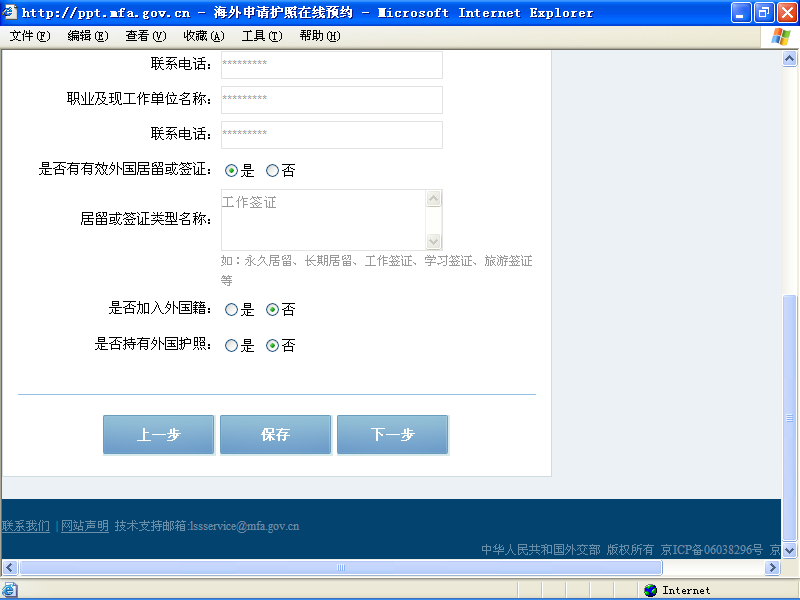 http://ppt.mfa.gov.cn - 海外申请护照在线预约 - Microsoft Internet Explorer
文件(F) 编辑(E) 查看(V) 收藏(A) 工具(T) 帮助(H)
联系电话： *********
职业及现工作单位名称： *********
联系电话： *********
是否有有效外国居留或签证： 是 否
居留或签证类型名称： 工作签证
如：永久居留、长期居留、工作签证、学习签证、旅游签证
等
是否加入外国籍： 是 否
是否持有外国护照： 是 否
上一步 保存 下一步
联系我们 | 网站声明 技术支持邮箱:lssservice@mfa.gov.cn
中华人民共和国外交部 版权所有 京ICP备06038296号 京
Internet